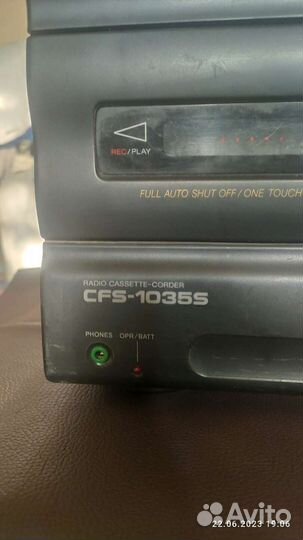 REC/PLAY
FULL AUTO SHUT OFF/ONE TOUCH
RADIO CASSETTE-CORDER
CFS-1035S
PHONES OPR/BATT
22.06.2023 19:06
Avito